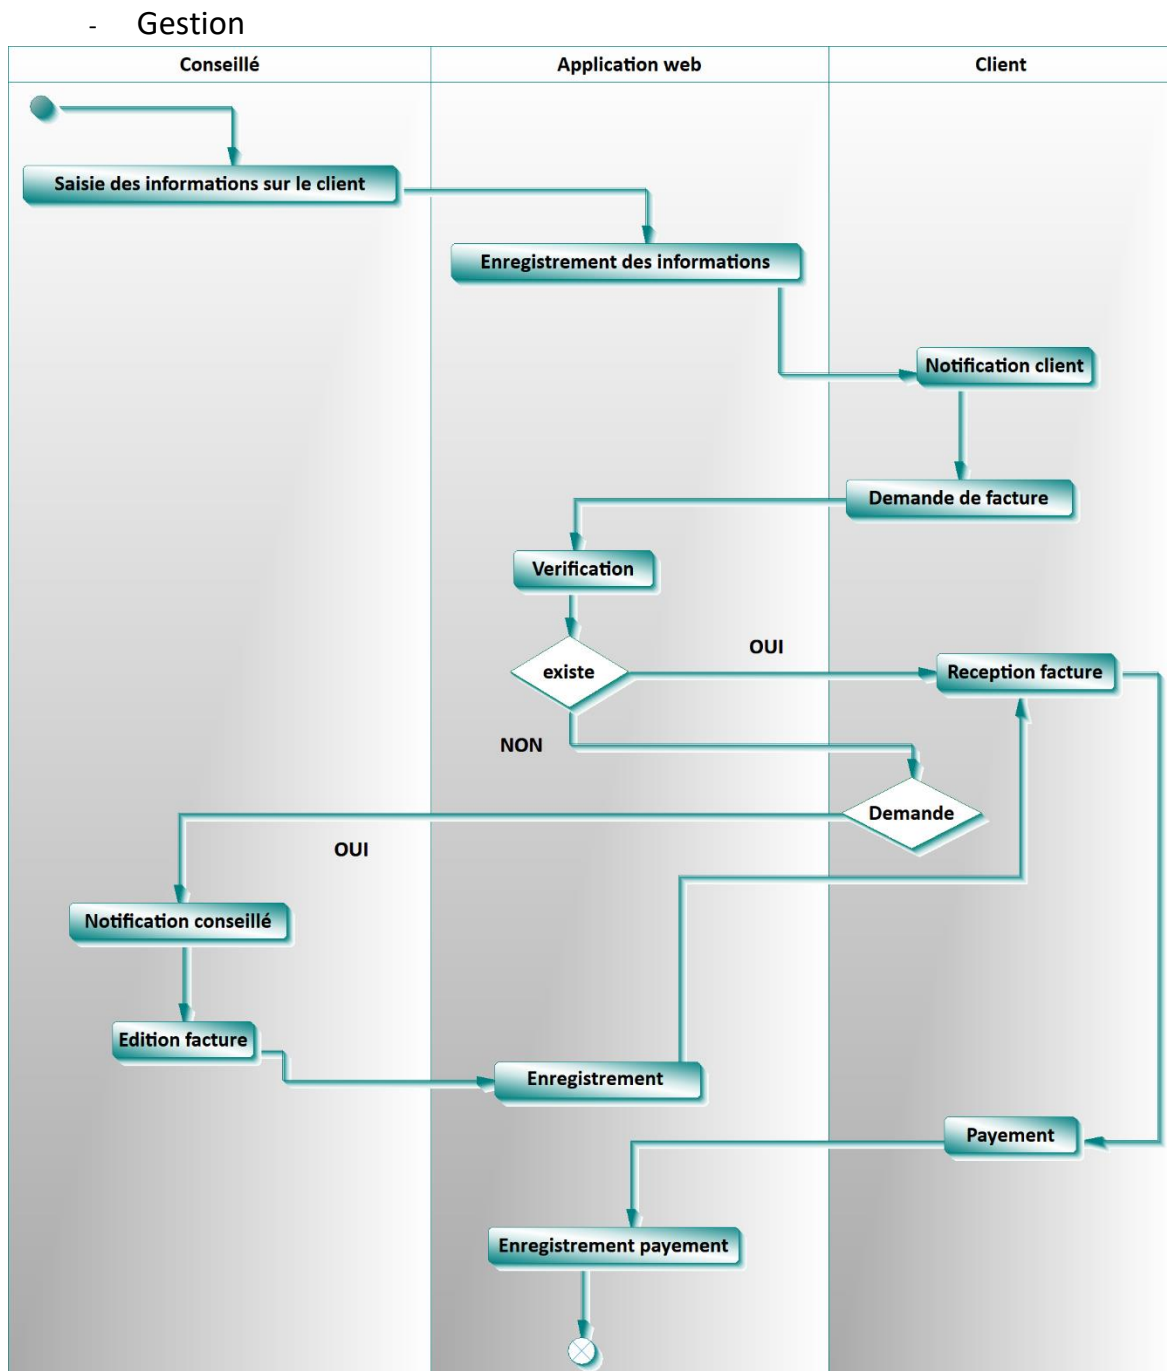 - Gestion
Conseillé
Application web
Client
Saisie des informations sur le client
Enregistrement des informations
Notification client
Demande de facture
Verification
OUI
existe
Reception facture
NON
Demande
OUI
Notification conseillé
Edition facture
Enregistrement
Payement
Enregistrement payement